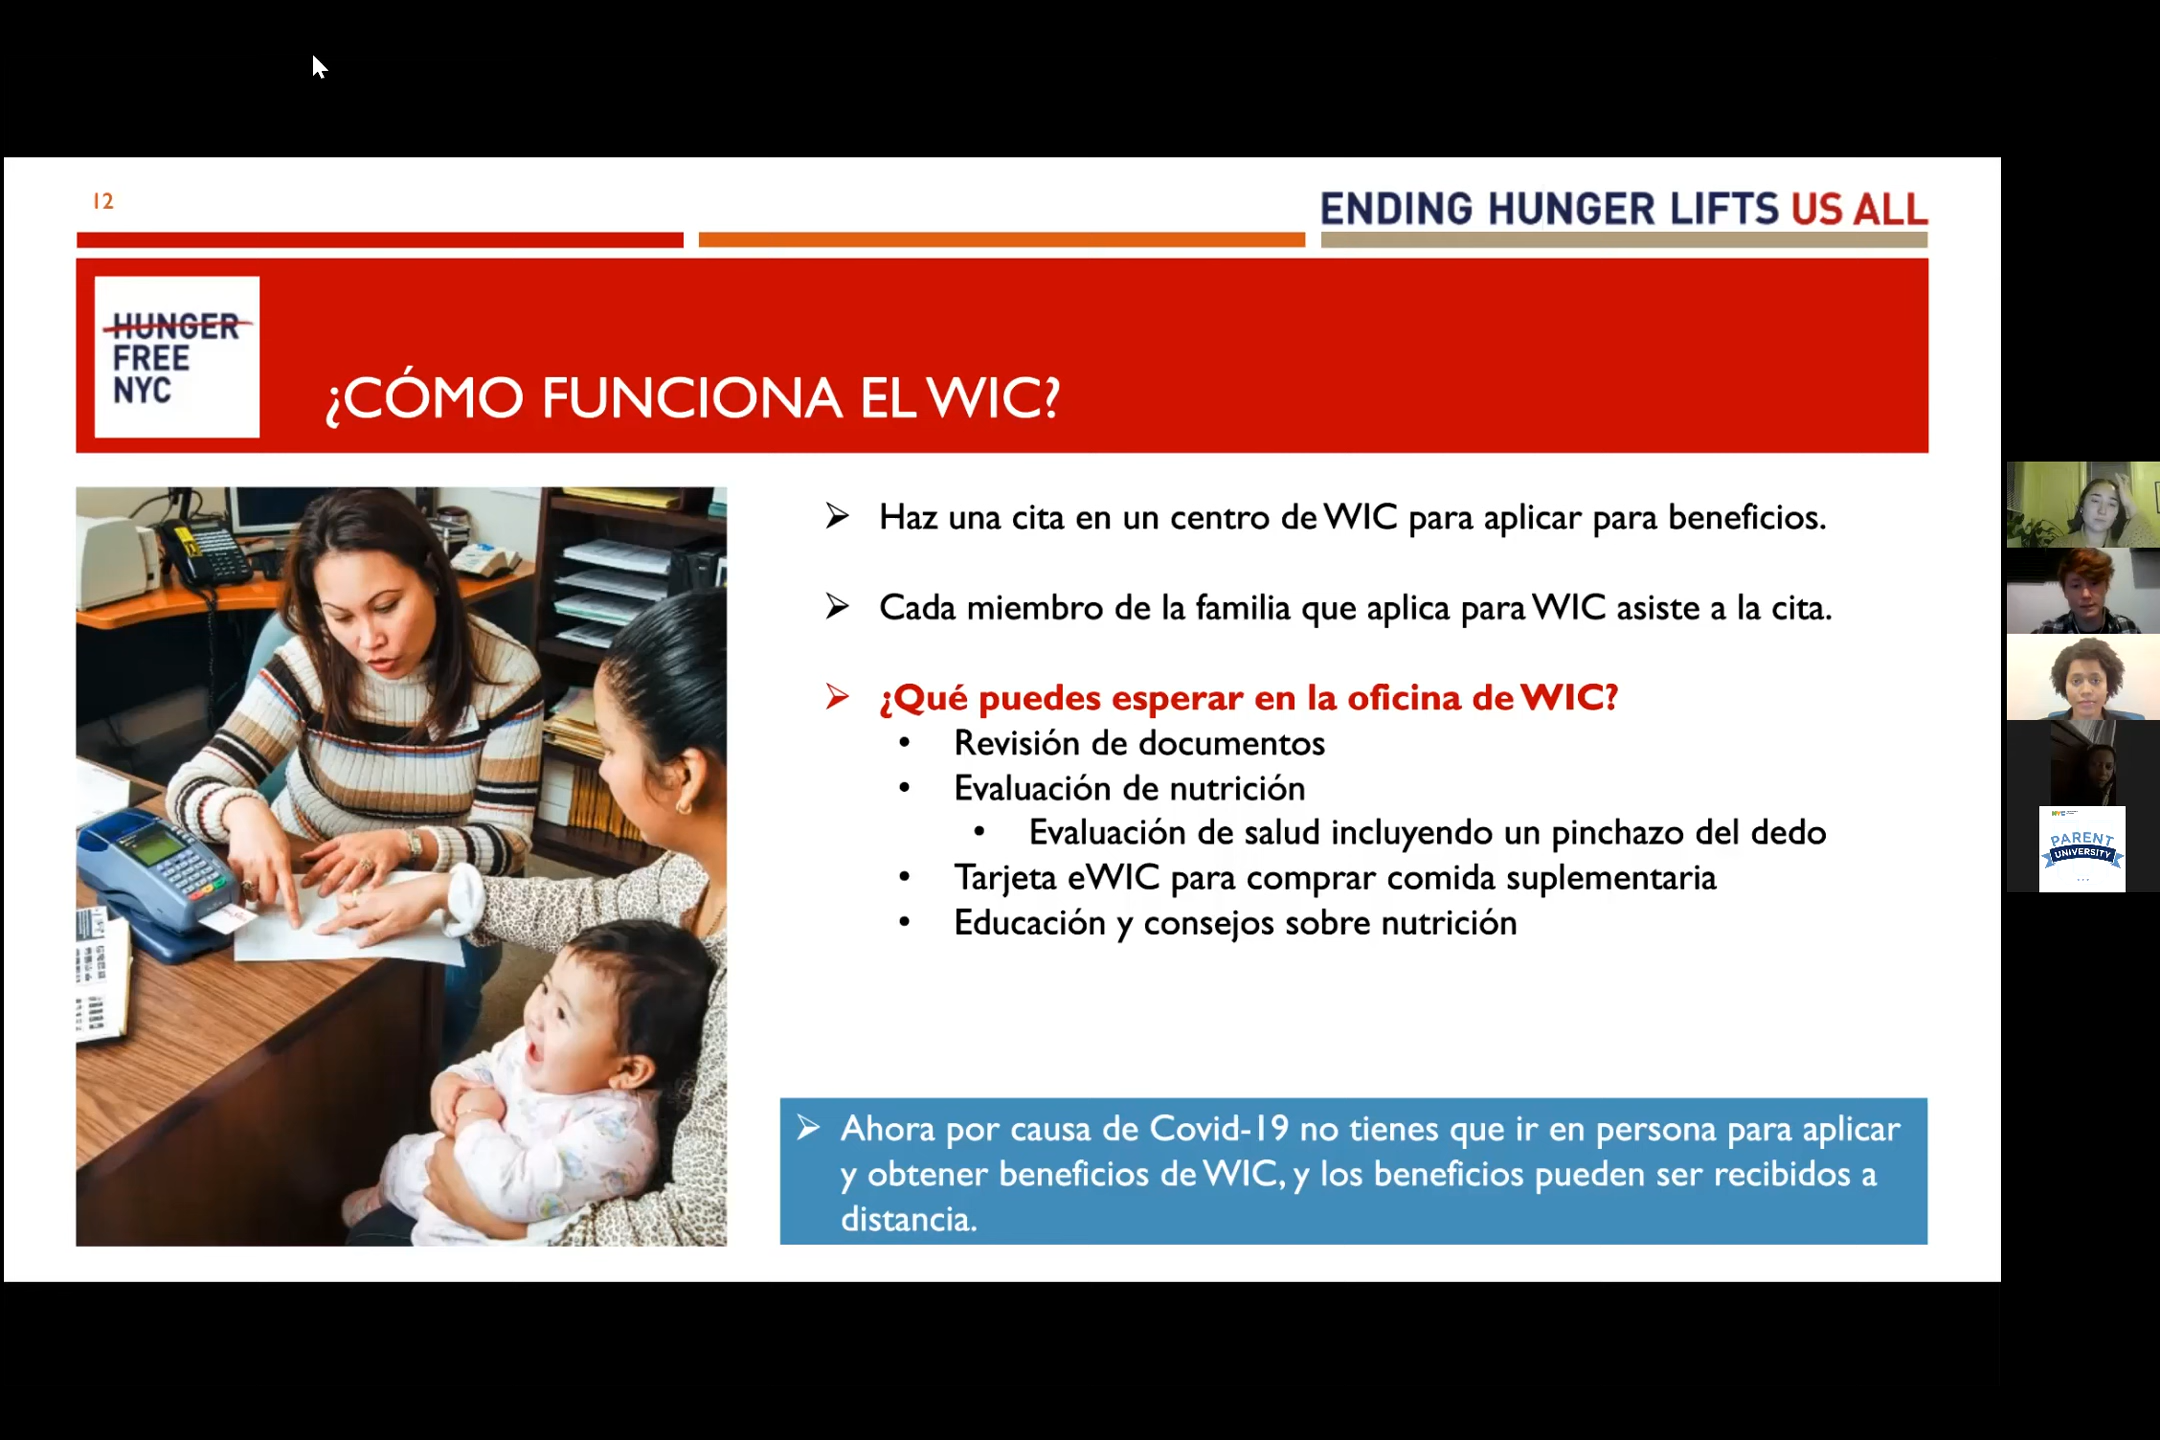 12
ENDING HUNGER LIFTS US ALL
HUNGER
FREE
NYC
¿CÓMO FUNCIONA EL WIC?
➢ Haz una cita en un centro de WIC para aplicar para beneficios.
➢ Cada miembro de la familia que aplica para WIC asiste a la cita.
➢ ¿Qué puedes esperar en la oficina de WIC?
• Revisión de documentos
• Evaluación de nutrición
• Evaluación de salud incluyendo un pinchazo del dedo
• Tarjeta eWIC para comprar comida suplementaria
• Educación y consejos sobre nutrición
➢ Ahora por causa de Covid-19 no tienes que ir en persona para aplicar
y obtener beneficios de WIC, y los beneficios pueden ser recibidos a
distancia.
PARENT
UNIVERSITY